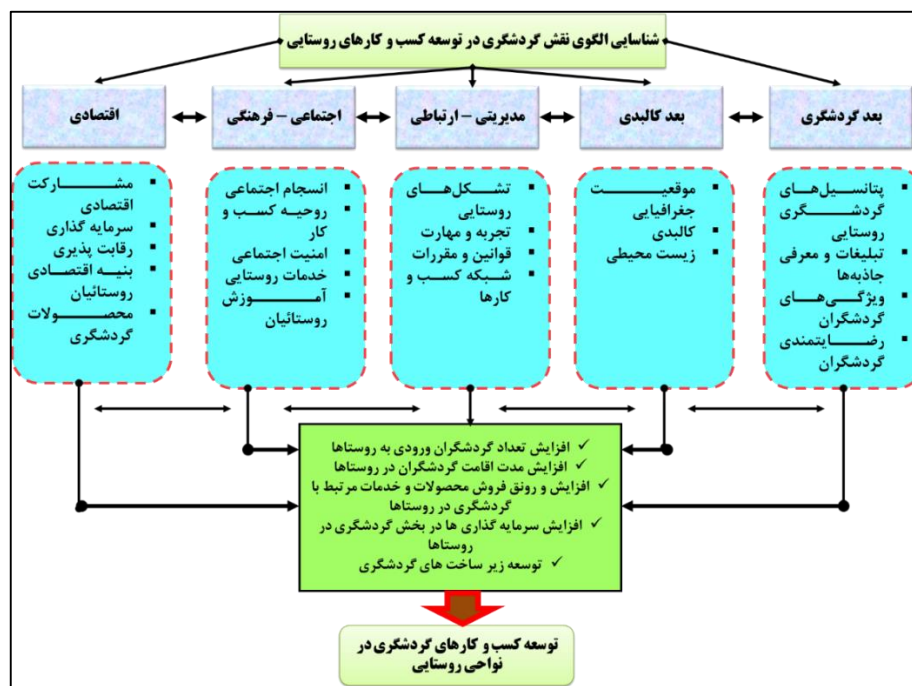 شناسایی الگوی نقش گردشگری در توسعه کسب و کارهای روستایی
بعد گردشگری
بعد کالبدی
مدیریتی – ارتباطی
اجتماعی – فرهنگی
اقتصادی
▪ پتانسیل‌های
گردشگری
روستایی
▪ تبلیغات و معرفی
جاذبه‌ها
▪ ویژگی‌های
گردشگران
▪ رضایتمندی
گردشگران
▪ موقعیت
جغرافیایی
▪ کالبدی
▪ زیست محیطی
▪ تشکل‌های
روستایی
▪ تجربه و مهارت
▪ قوانین و مقررات
▪ شبکه کسب و
کارها
▪ انسجام اجتماعی
▪ روحیه کسب و
کار
▪ امنیت اجتماعی
▪ خدمات روستایی
▪ آموزش
روستائیان
▪ مشارکت
اقتصادی
▪ سرمایه گذاری
▪ رقابت پذیری
▪ بنیه اقتصادی
روستائیان
▪ محصولات
گردشگری
✓ افزایش تعداد گردشگران ورودی به روستاها
✓ افزایش مدت اقامت گردشگران در روستاها
✓ افزایش و رونق فروش محصولات و خدمات مرتبط با
گردشگری در روستاها
✓ افزایش سرمایه گذاری ها در بخش گردشگری در
روستاها
✓ توسعه زیر ساخت های گردشگری
توسعه کسب و کارهای گردشگری در
نواحی روستایی